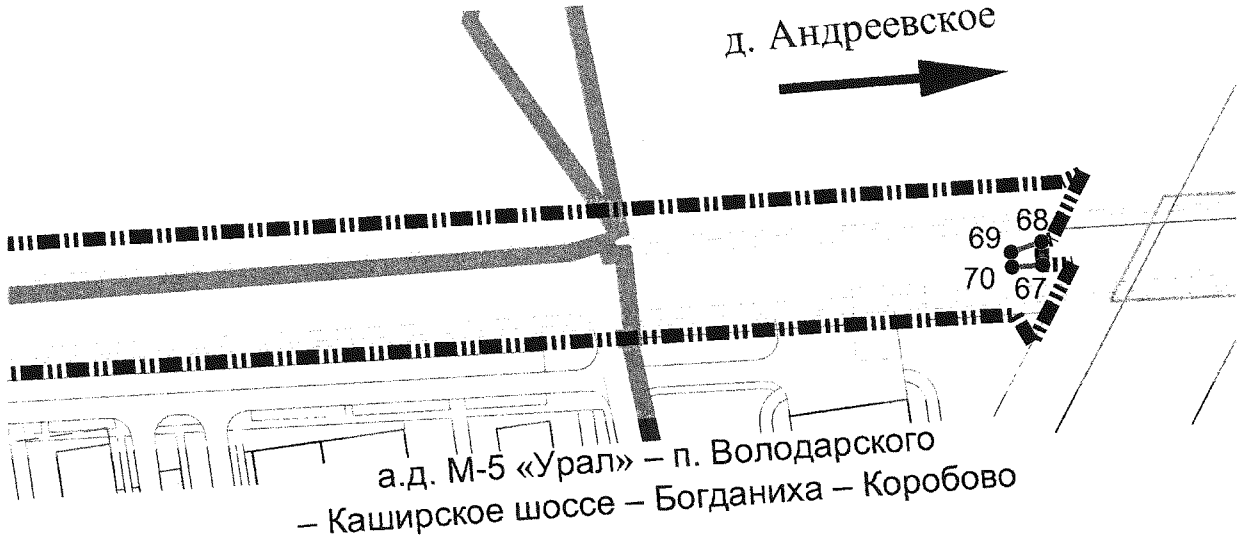 д. Андреевское
68
69
70
67
а.д. М-5 «Урал» – п. Володарского
– Каширское шоссе – Богданиха – Коробово